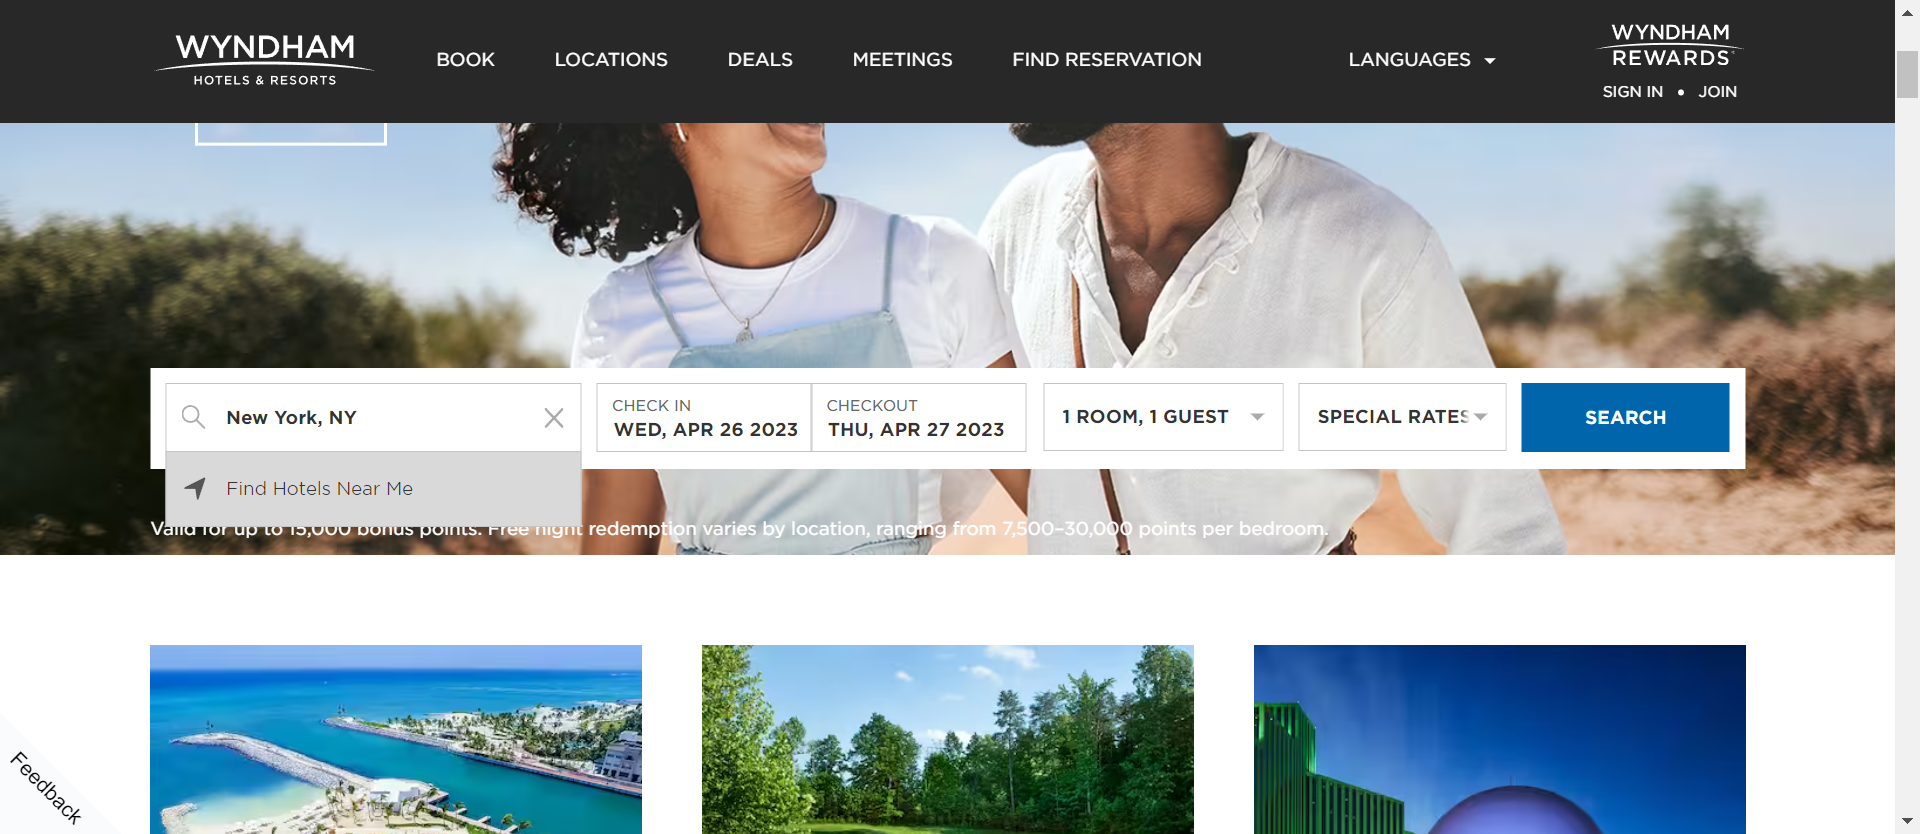 WYNDHAM
HOTELS & RESORTS
BOOK
LOCATIONS
DEALS
MEETINGS
FIND RESERVATION
LANGUAGES
WYNDHAM
REWARDS
SIGN IN • JOIN
New York, NY
CHECK IN
WED, APR 26 2023
CHECKOUT
THU, APR 27 2023
1 ROOM, 1 GUEST
SPECIAL RATES
SEARCH
Find Hotels Near Me
Valid for up to 15,000 bonus points. Free night redemption varies by location, ranging from 7,500–30,000 points per bedroom.
Feedback